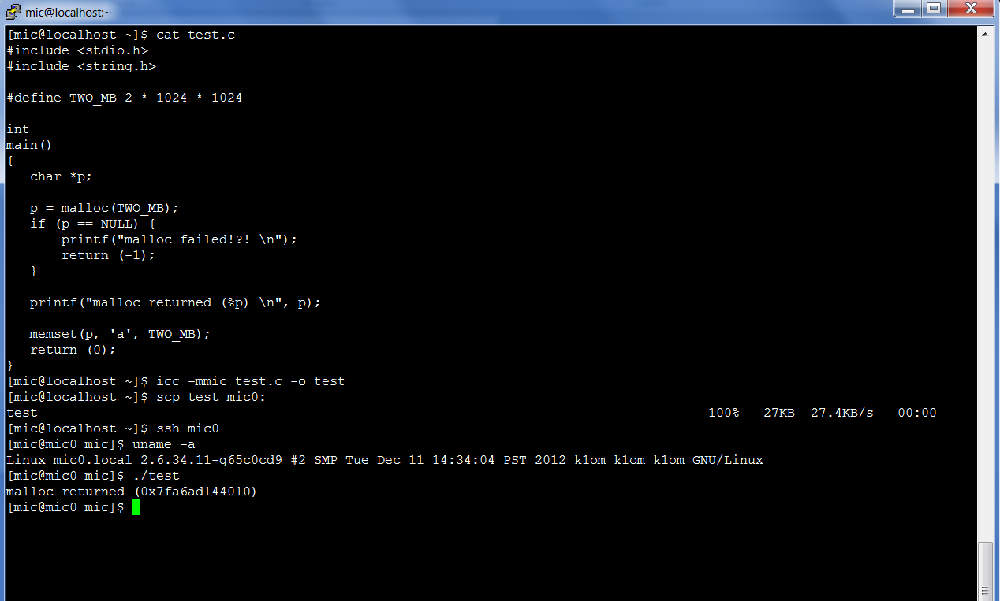 mic@localhost:~
[mic@localhost ~]$ cat test.c
#include <stdio.h>
#include <string.h>
#define TWO_MB 2 * 1024 * 1024
int
main()
{
char *p;
p = malloc(TWO_MB);
if (p == NULL) {
printf("malloc failed!?! \n");
return (-1);
}
printf("malloc returned (%p) \n", p);
memset(p, 'a', TWO_MB);
return (0);
}
[mic@localhost ~]$ icc -mmic test.c -o test
[mic@localhost ~]$ scp test mic0:
test 100% 27KB 27.4KB/s 00:00
[mic@localhost ~]$ ssh mic0
[mic@mic0 mic]$ uname -a
Linux mic0.local 2.6.34.11-g65c0cd9 #2 SMP Tue Dec 11 14:34:04 PST 2012 k1om k1om k1om GNU/Linux
[mic@mic0 mic]$ ./test
malloc returned (0x7fa6ad144010)
[mic@mic0 mic]$